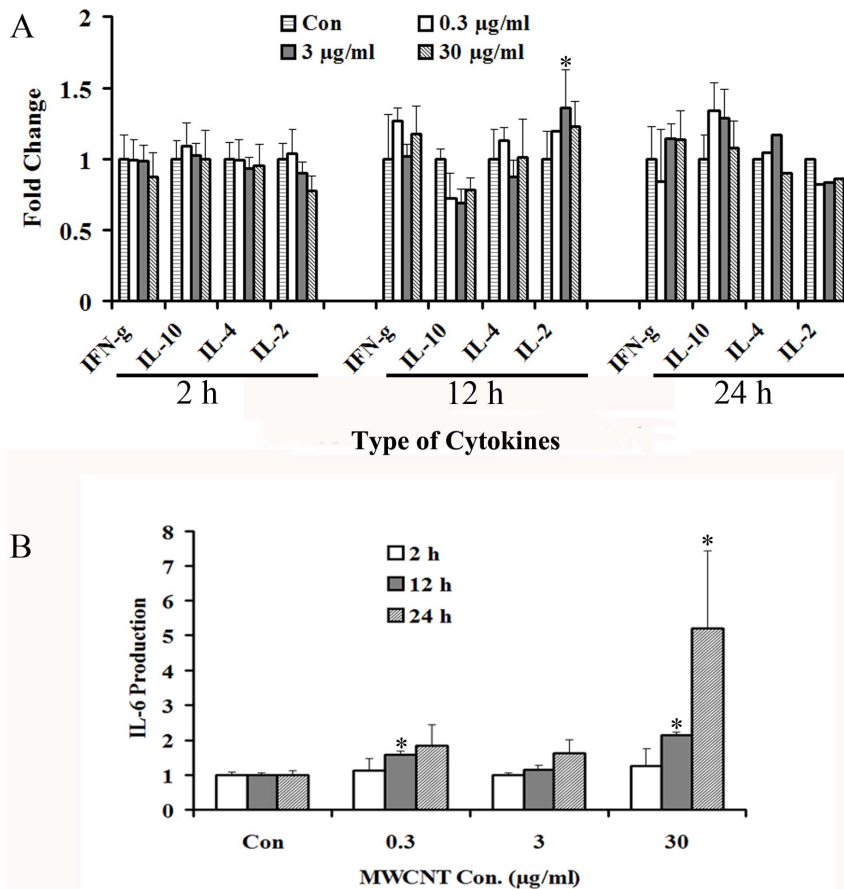 A
Con
0.3 µg/ml
3 µg/ml
30 µg/ml
2
1.5
1
0.5
0
Fold Change
*
IFN-g IL-10 IL-4 IL-2 IFN-g IL-10 IL-4 IL-2 IFN-g IL-10 IL-4 IL-2
2 h 12 h 24 h
Type of Cytokines
B
8
7
6
5
4
3
2
1
0
IL-6 Production
2 h
12 h
24 h
*
*
*
Con 0.3 3 30
MWCNT Con. (µg/ml)